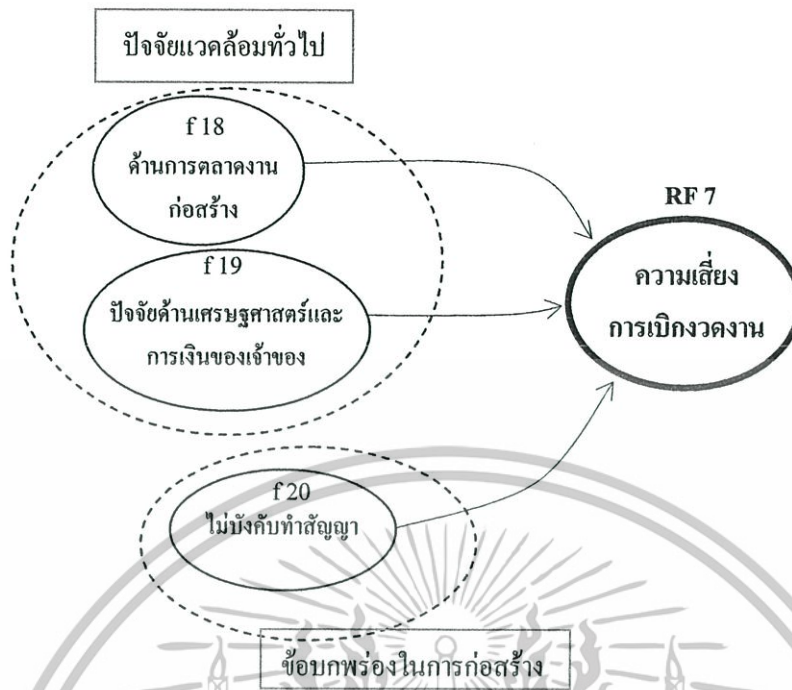 ปัจจัยแวดล้อมทั่วไป
f 18
ด้านการตลาดงาน
ก่อสร้าง
f 19
ปัจจัยด้านเศรษฐศาสตร์และ
การเงินของเจ้าของ
RF 7
ความเสี่ยง
การเบิกงวดงาน
f 20
ไม่บังคับทำสัญญา
ข้อบกพร่องในการก่อสร้าง